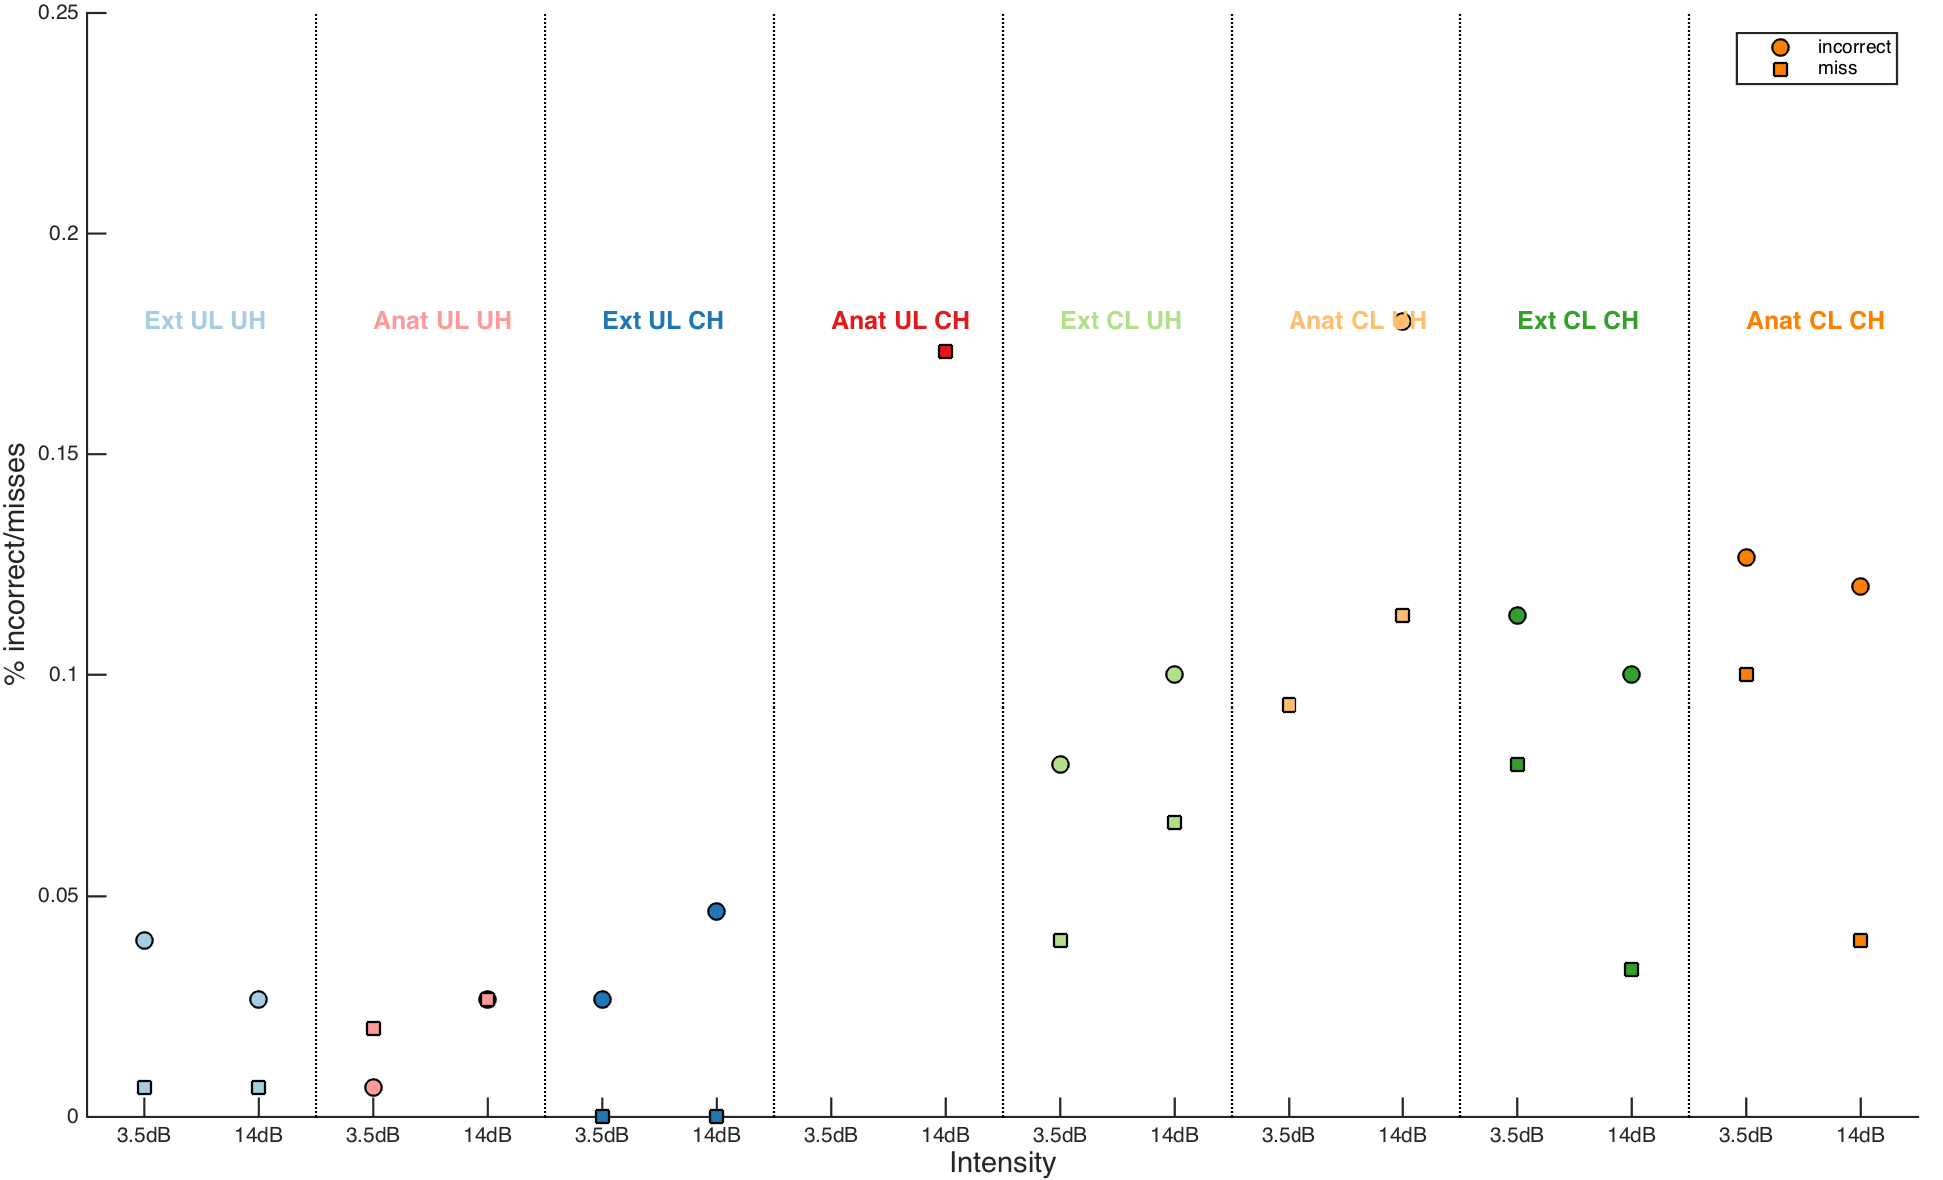 0.25
incorrect
miss
0.2
Ext UL UH
Anat UL UH
Ext UL CH
Anat UL CH
Ext CL UH
Anat CL UH
Ext CL CH
Anat CL CH
0.15
% incorrect/misses
0.1
0.05
0
3.5dB 14dB 3.5dB 14dB 3.5dB 14dB 3.5dB 14dB 3.5dB 14dB 3.5dB 14dB 3.5dB 14dB 3.5dB 14dB
Intensity